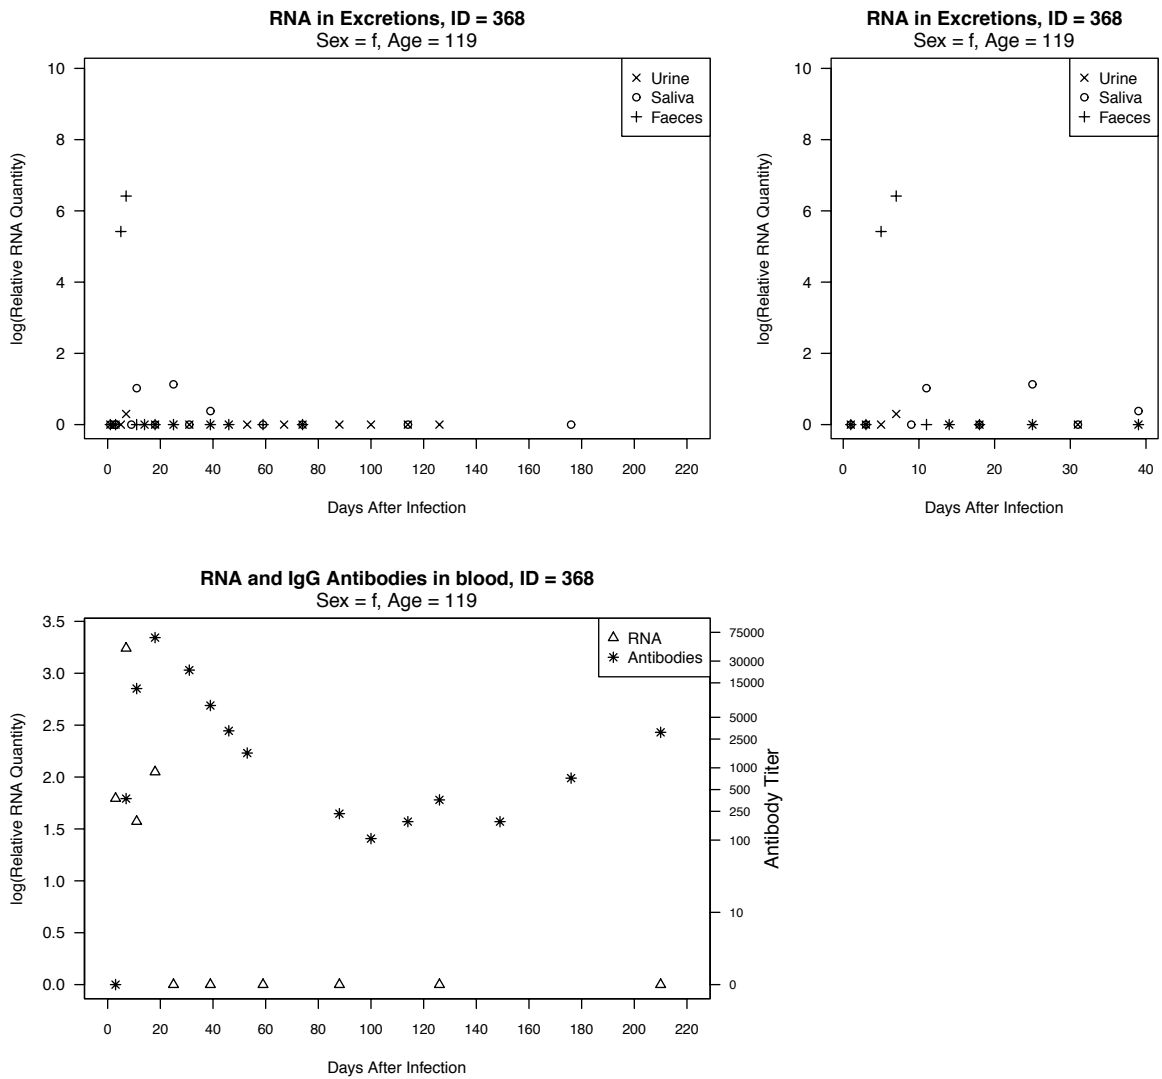 RNA in Excretions, ID = 368
Sex = f, Age = 119
10
8
6
4
2
0
log(Relative RNA Quantity)
Urine
Saliva
Faeces
0 20 40 60 80 100 120 140 160 180 200 220
Days After Infection
RNA in Excretions, ID = 368
Sex = f, Age = 119
10
8
6
4
2
0
log(Relative RNA Quantity)
Urine
Saliva
Faeces
0 10 20 30 40
Days After Infection
RNA and IgG Antibodies in blood, ID = 368
Sex = f, Age = 119
3.5
3.0
2.5
2.0
1.5
1.0
0.5
0.0
log(Relative RNA Quantity)
RNA
Antibodies
75000
30000
15000
5000
2500
1000
500
250
100
10
0
Antibody Titer
0 20 40 60 80 100 120 140 160 180 200 220
Days After Infection